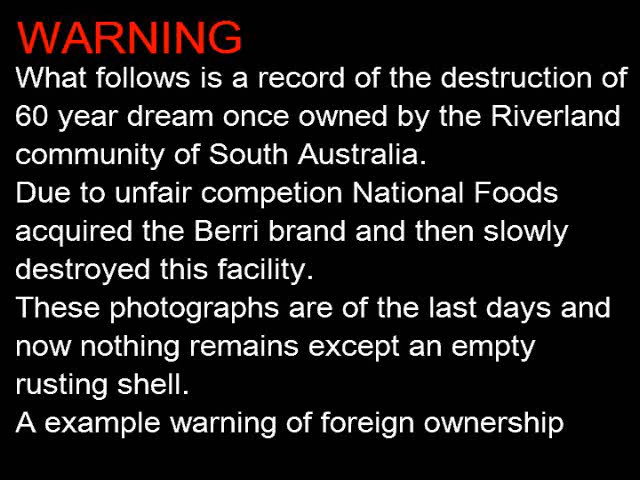 WARNING
What follows is a record of the destruction of
60 year dream once owned by the Riverland
community of South Australia.
Due to unfair competion National Foods
acquired the Berri brand and then slowly
destroyed this facility.
These photographs are of the last days and
now nothing remains except an empty
rusting shell.
A example warning of foreign ownership